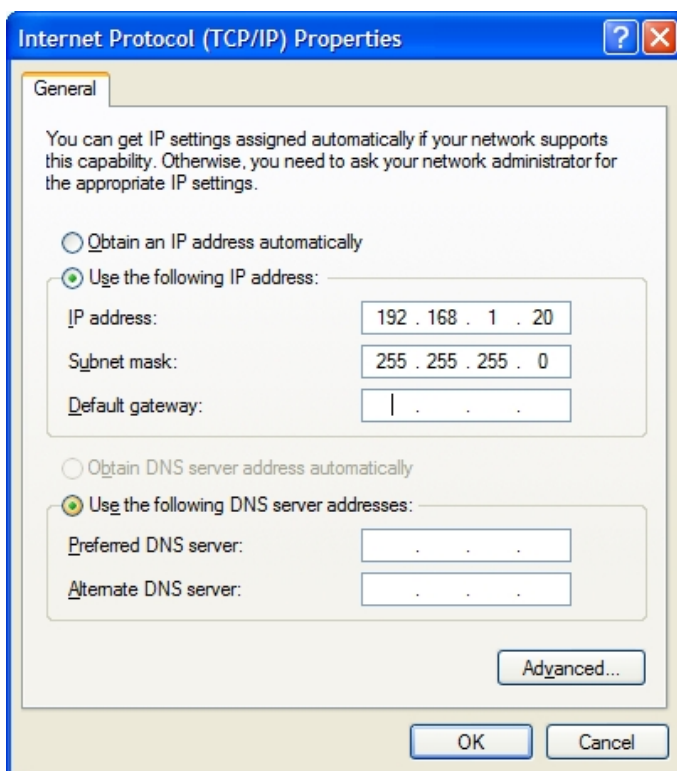 Internet Protocol (TCP/IP) Properties
General
You can get IP settings assigned automatically if your network supports
this capability. Otherwise, you need to ask your network administrator for
the appropriate IP settings.
Obtain an IP address automatically
Use the following IP address:
IP address: 192 . 168 . 1 . 20
Subnet mask: 255 . 255 . 255 . 0
Default gateway: . . .
Obtain DNS server address automatically
Use the following DNS server addresses:
Preferred DNS server: . . .
Alternate DNS server: . . .
Advanced...
OK Cancel